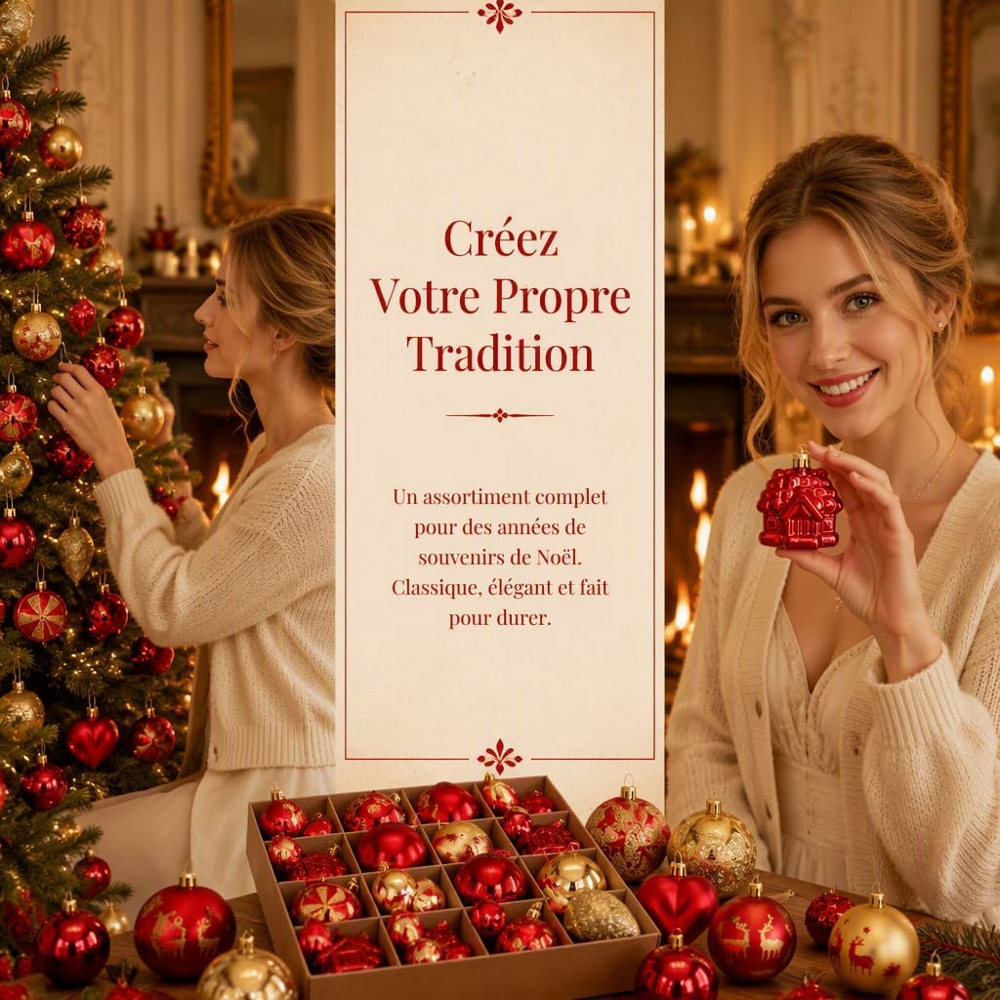 Créez
Votre Propre
Tradition
Un assortiment complet
pour des années de
souvenirs de Noël.
Classique, élégant et fait
pour durer.